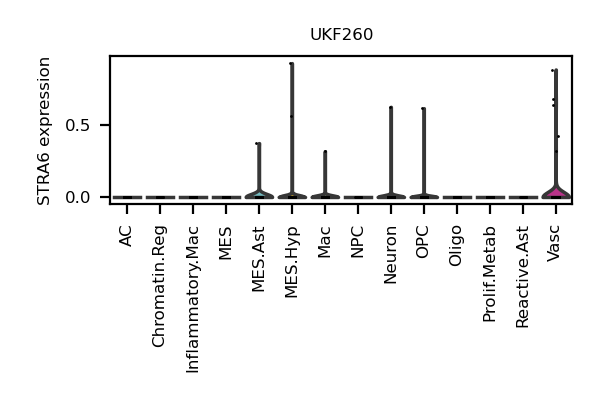 UKF260
STRA6 expression
0.5
0.0
AC
Chromatin.Reg
Inflammatory.Mac
MES
MES.Ast
MES.Hyp
Mac
NPC
Neuron
OPC
Oligo
Prolif.Metab
Reactive.Ast
Vasc